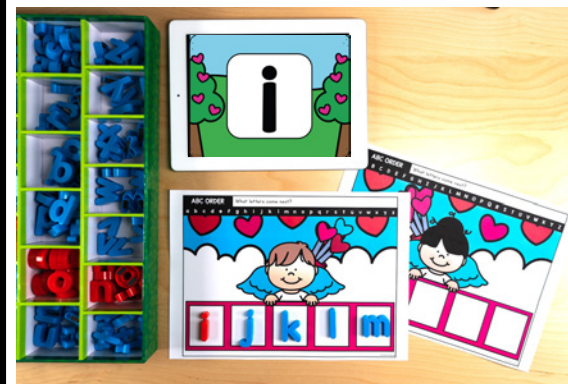 i
ABC ORDER What letters come next?
a b c d e f g h i j k l m n o p q r s t u v w x y z
i j k l m
ABC ORDER What letters come next?
A B C D E F G H I J K L M N O P Q R S T U V W X Y Z